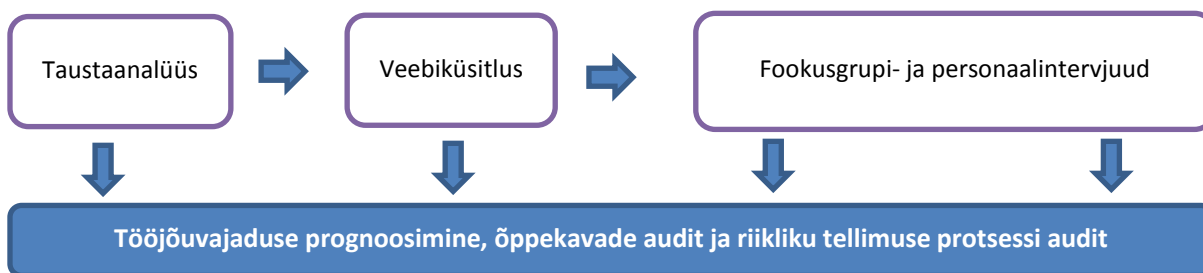 Taustaanalüüs
Veebiküsitlus
Fookusgrupi- ja personaalintervjuud
Tööjõuvajaduse prognoosimine, õppekavade audit ja riikliku tellimuse protsessi audit